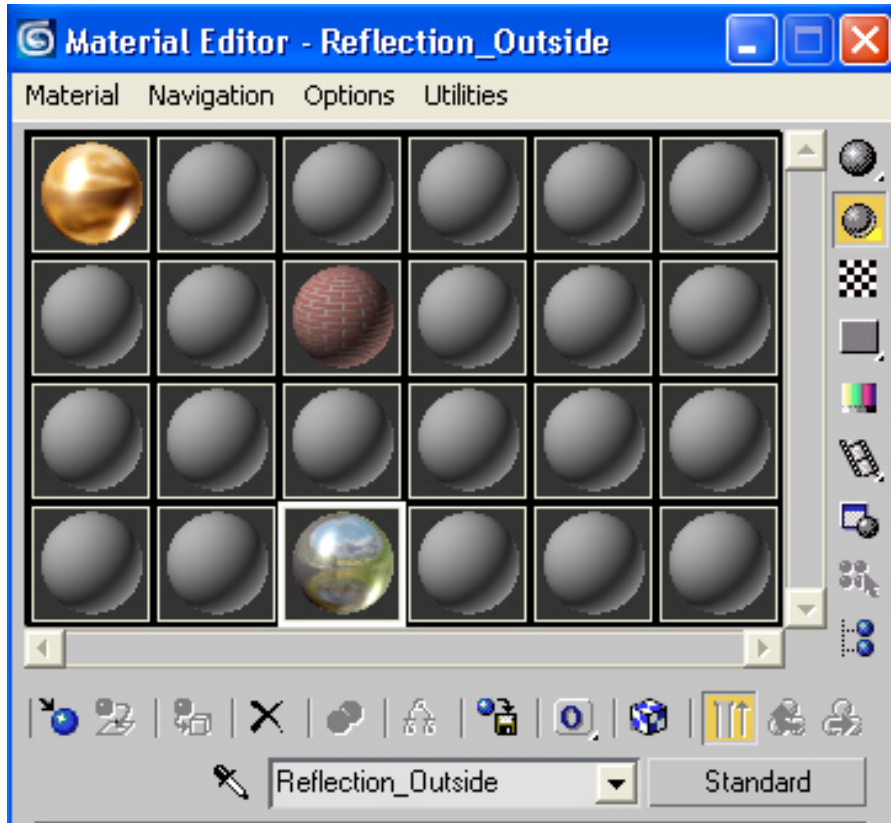 Material Editor - Reflection_Outside
Material Navigation Options Utilities
Reflection_Outside Standard